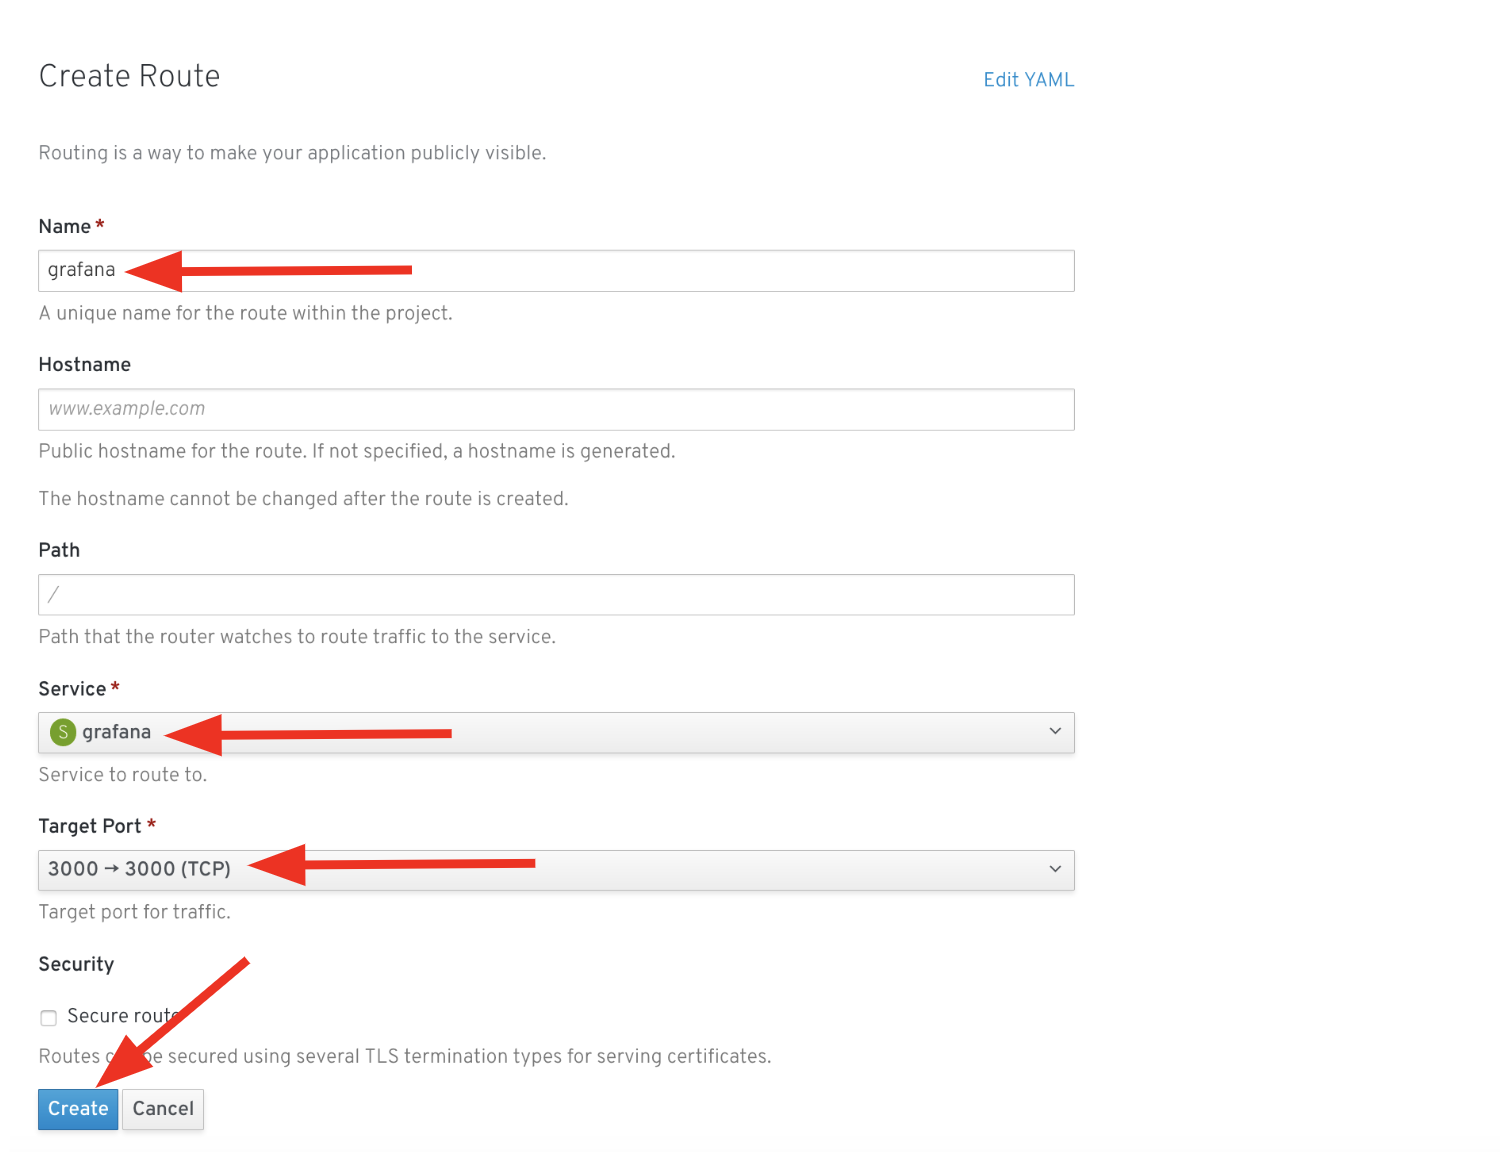 Create Route
Edit YAML
Routing is a way to make your application publicly visible.
Name *
grafana
A unique name for the route within the project.
Hostname
www.example.com
Public hostname for the route. If not specified, a hostname is generated.
The hostname cannot be changed after the route is created.
Path
/
Path that the router watches to route traffic to the service.
Service *
S grafana
Service to route to.
Target Port *
3000 → 3000 (TCP)
Target port for traffic.
Security
Secure route
Routes can be secured using several TLS termination types for serving certificates.
Create Cancel